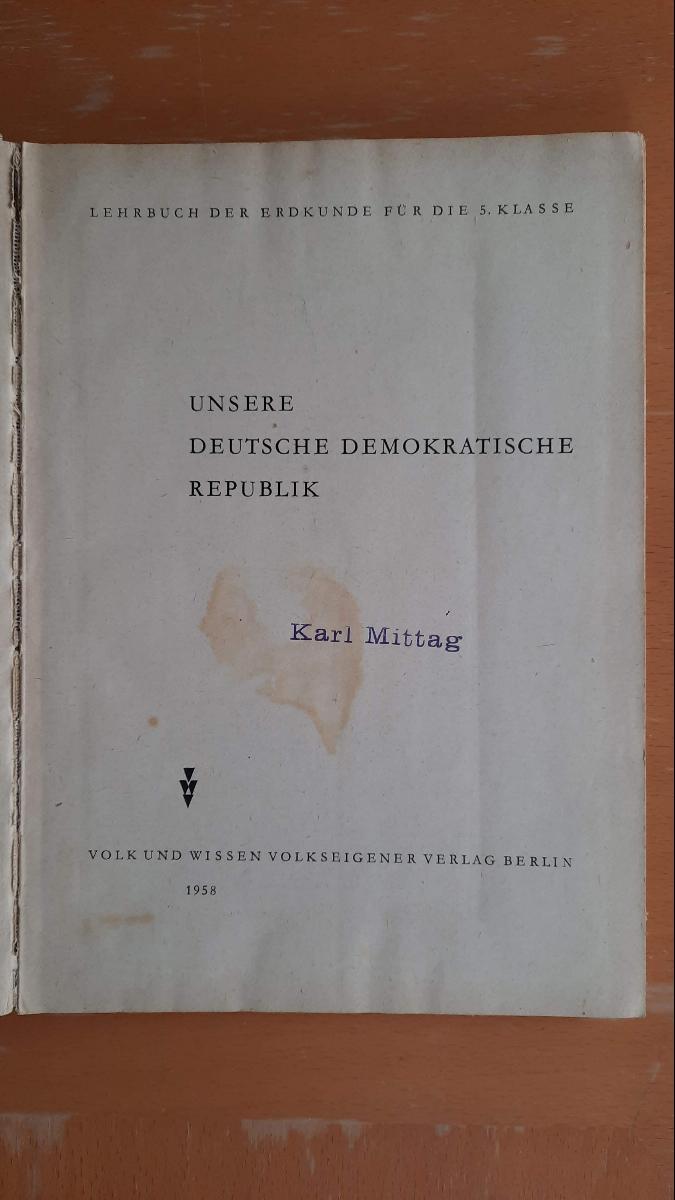 LEHRBUCH DER ERDKUNDE FÜR DIE 5. KLASSE
UNSERE
DEUTSCHE DEMOKRATISCHE
REPUBLIK
Karl Mittag
VOLK UND WISSEN VOLKSEIGENER VERLAG BERLIN
1958